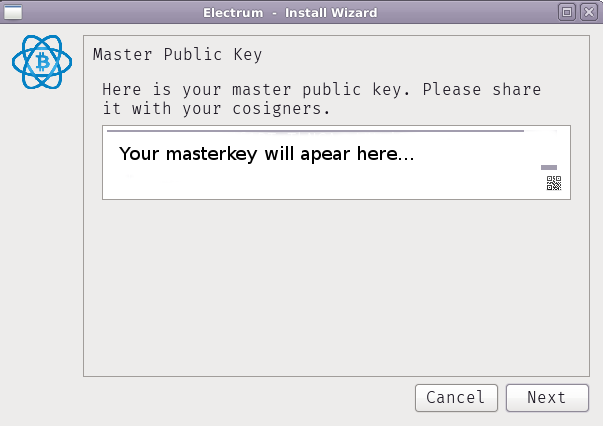 Electrum - Install Wizard
Master Public Key
Here is your master public key. Please share
it with your cosigners.
Your masterkey will apear here...
Cancel
Next